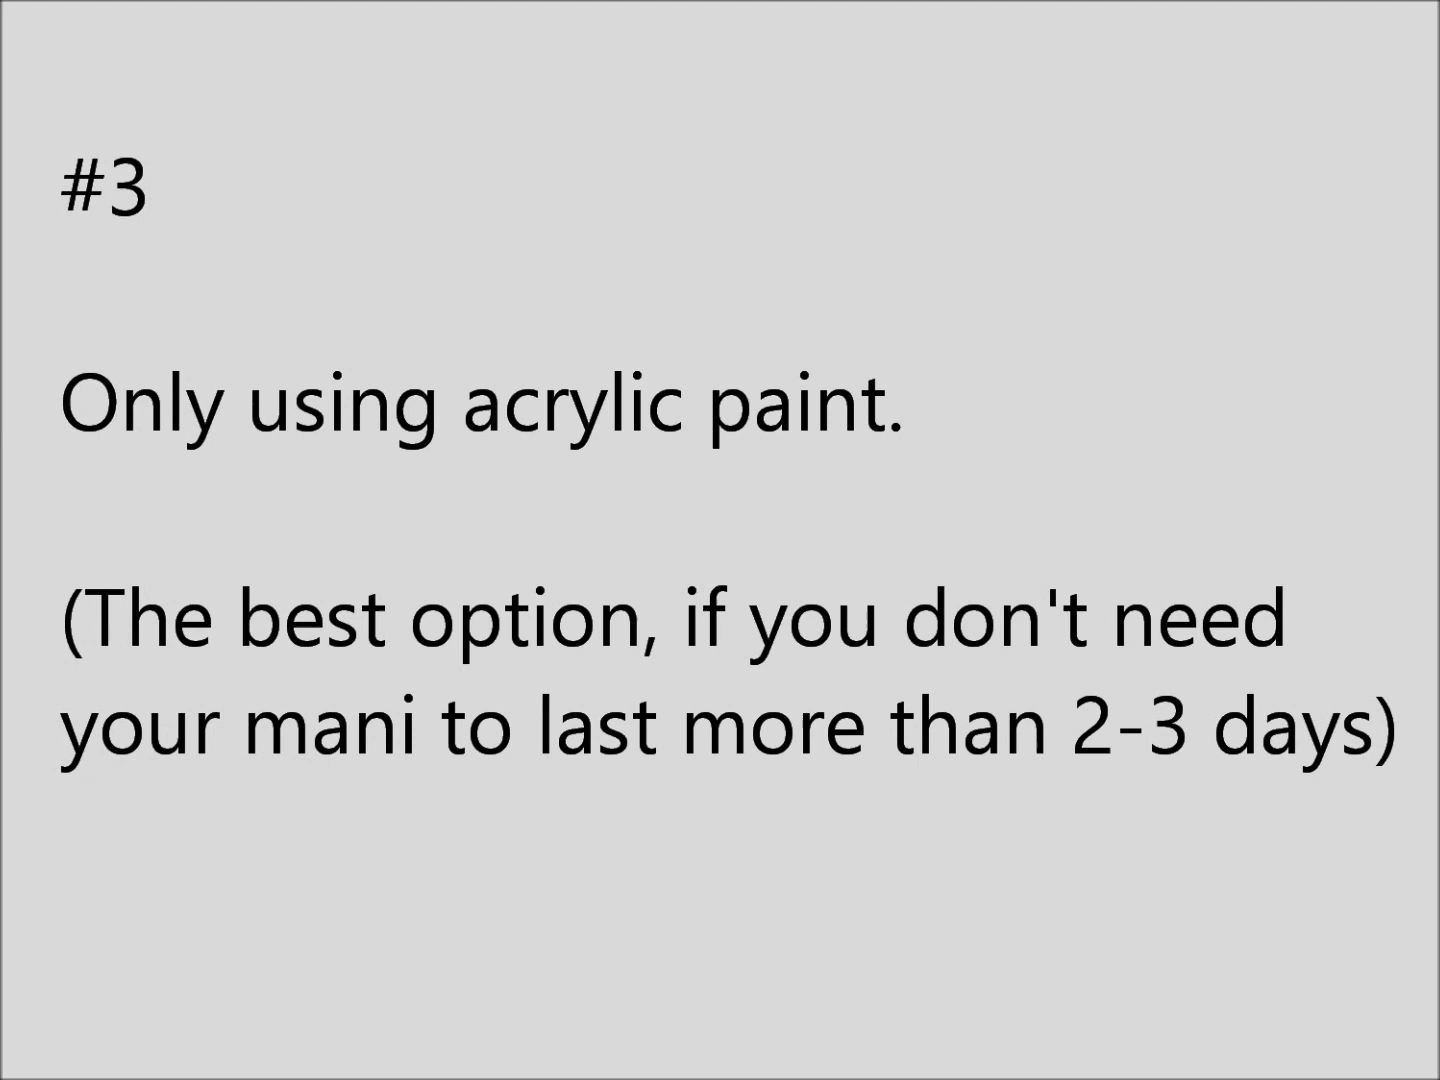 #3
Only using acrylic paint.
(The best option, if you don't need
your mani to last more than 2-3 days)